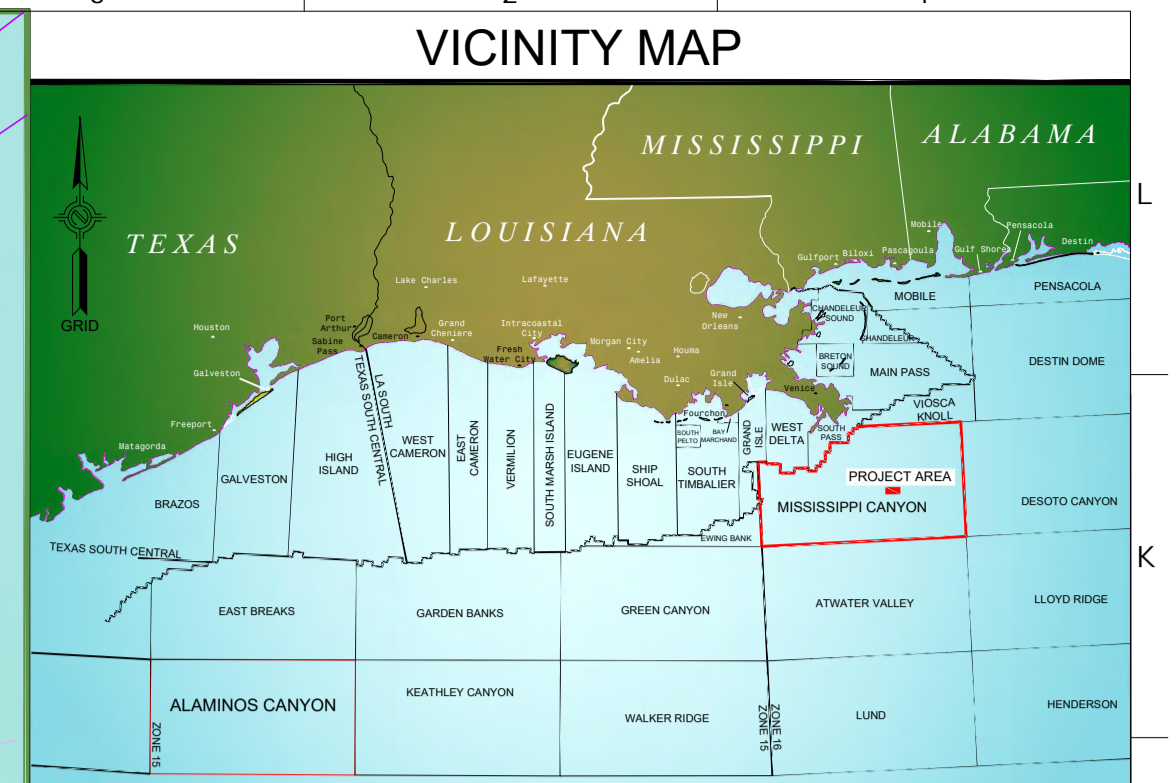 2
VICINITY MAP
MISSISSIPPI
ALABAMA
L
TEXAS
LOUISIANA
GRID
Mobile
Pensacola
Destin
Gulfport
Biloxi
Pascagoula
Gulf Shores
Lake Charles
Lafayette
Houston
Port
Arthur
Sabine
Pass
Cameron
Grand
Cheniere
Intracoastal
City
Fresh
Water City
Morgan City
Amelia
Houma
New
Orleans
Dulac
Grand
Isle
Venice
Fourchon
Galveston
Freeport
Matagorda
MOBILE
PENSACOLA
CHANDELEUR
SOUND
CHANDELEUR
BRETON
SOUND
MAIN PASS
DESTIN DOME
VIOSCA
KNOLL
LA SOUTH
TEXAS SOUTH CENTRAL
WEST
CAMERON
EAST
CAMERON
VERMILION
SOUTH MARSH ISLAND
EUGENE
ISLAND
SHIP
SHOAL
SOUTH
PELTO
BAY
MARCHAND
SOUTH
TIMBALIER
GRAND
ISLE
WEST
DELTA
SOUTH
PASS
HIGH
ISLAND
GALVESTON
BRAZOS
PROJECT AREA
MISSISSIPPI CANYON
DESOTO CANYON
EWING BANK
TEXAS SOUTH CENTRAL
K
EAST BREAKS
GARDEN BANKS
GREEN CANYON
ATWATER VALLEY
LLOYD RIDGE
ALAMINOS CANYON
KEATHLEY CANYON
WALKER RIDGE
LUND
HENDERSON
ZONE 15
ZONE 15
ZONE 16